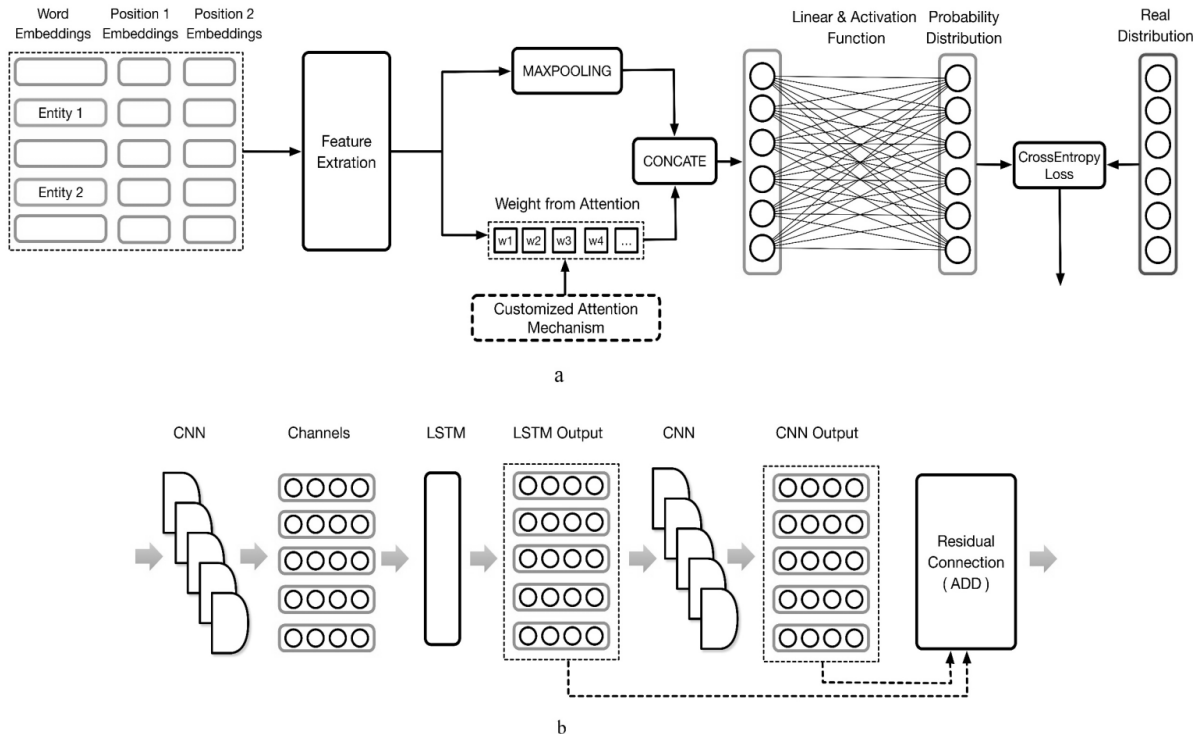 Word
Embeddings
Position 1
Embeddings
Position 2
Embeddings
Entity 1
Entity 2
Feature
Extration
MAXPOOLING
CONCATE
Weight from Attention
w1 w2 w3 w4 ...
Customized Attention
Mechanism
Linear & Activation
Function
Probability
Distribution
CrossEntropy
Loss
Real
Distribution
a
CNN
Channels
LSTM
LSTM Output
CNN
CNN Output
Residual
Connection
( ADD )
b